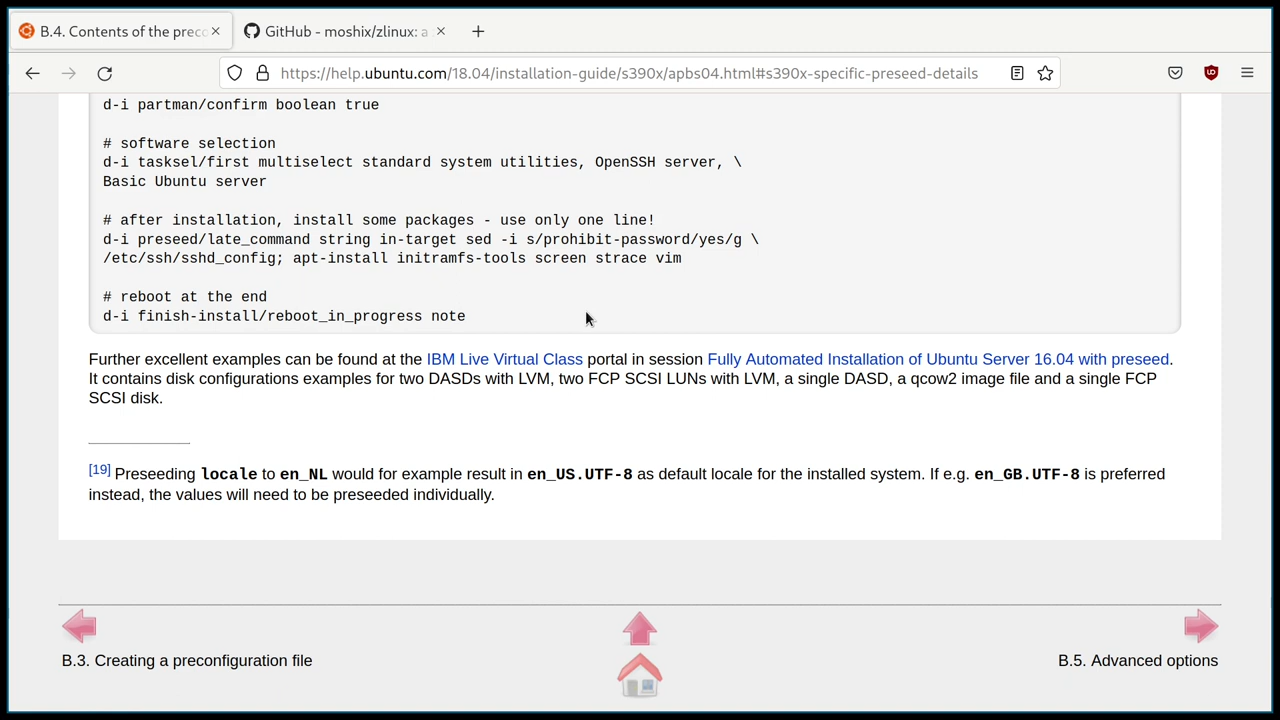 B.4. Contents of the preco
GitHub - moshix/zlinux: a
https://help.ubuntu.com/18.04/installation-guide/s390x/apbs04.html#s390x-specific-preseed-details
d-i partman/confirm boolean true
# software selection
d-i tasksel/first multiselect standard system utilities, OpenSSH server, \
Basic Ubuntu server
# after installation, install some packages - use only one line!
d-i preseed/late_command string in-target sed -i s/prohibit-password/yes/g \
/etc/ssh/sshd_config; apt-install initramfs-tools screen strace vim
# reboot at the end
d-i finish-install/reboot_in_progress note
Further excellent examples can be found at the IBM Live Virtual Class portal in session Fully Automated Installation of Ubuntu Server 16.04 with preseed.
It contains disk configurations examples for two DASDs with LVM, two FCP SCSI LUNs with LVM, a single DASD, a qcow2 image file and a single FCP
SCSI disk.
[19] Preseeding locale to en_NL would for example result in en_US.UTF-8 as default locale for the installed system. If e.g. en_GB.UTF-8 is preferred
instead, the values will need to be preseeded individually.
B.3. Creating a preconfiguration file
B.5. Advanced options